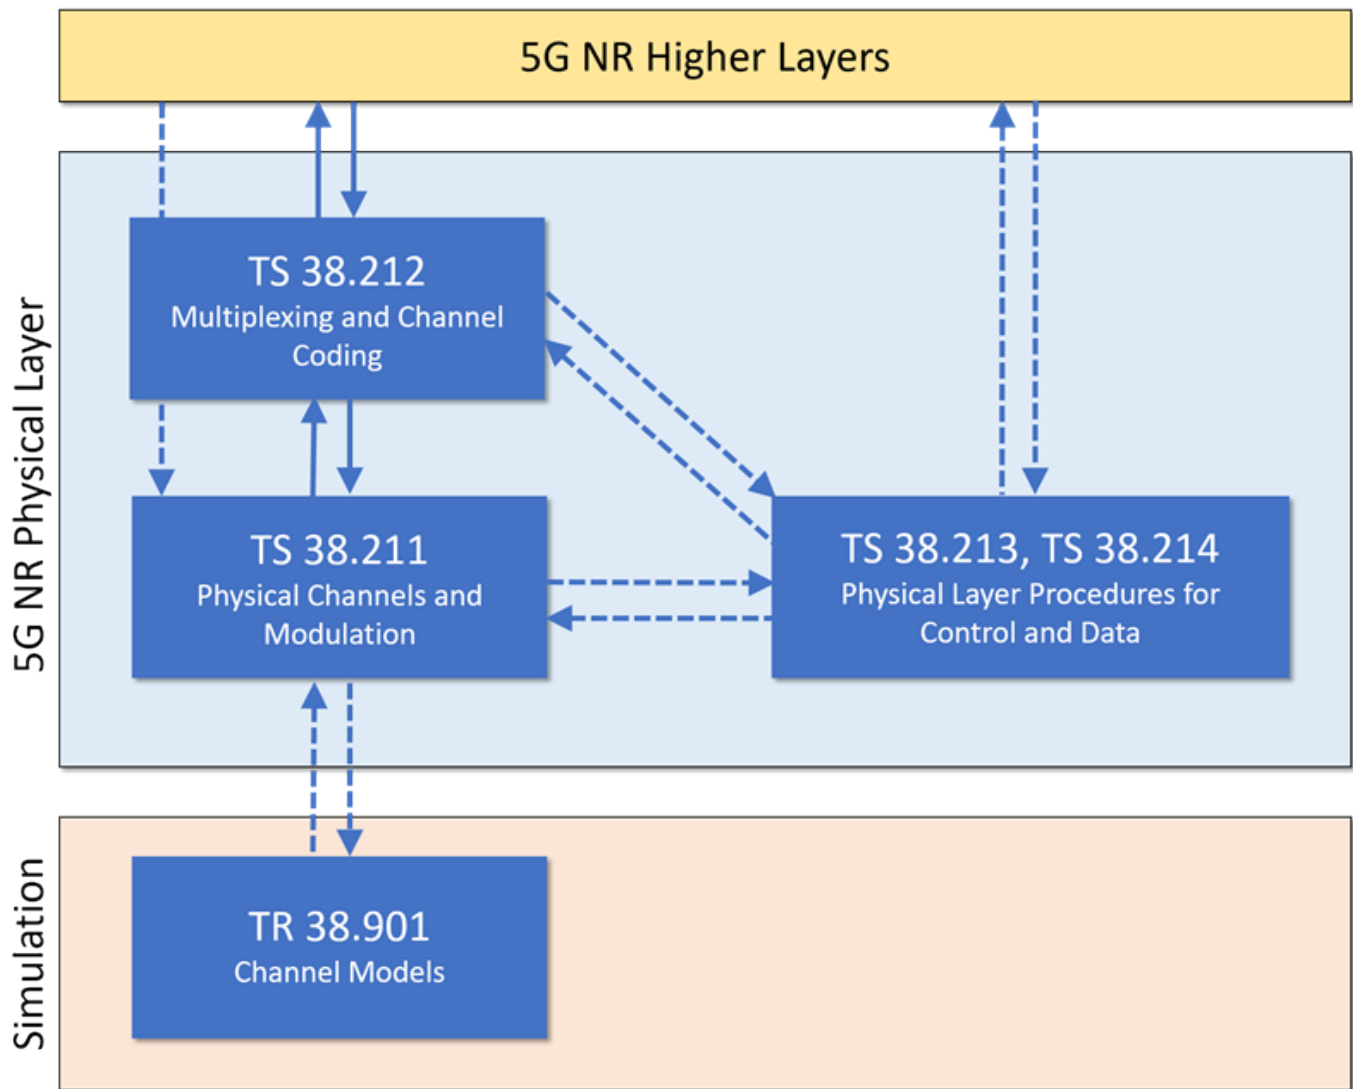 5G NR Higher Layers
5G NR Physical Layer
TS 38.212
Multiplexing and Channel
Coding
TS 38.211
Physical Channels and
Modulation
TS 38.213, TS 38.214
Physical Layer Procedures for
Control and Data
Simulation
TR 38.901
Channel Models